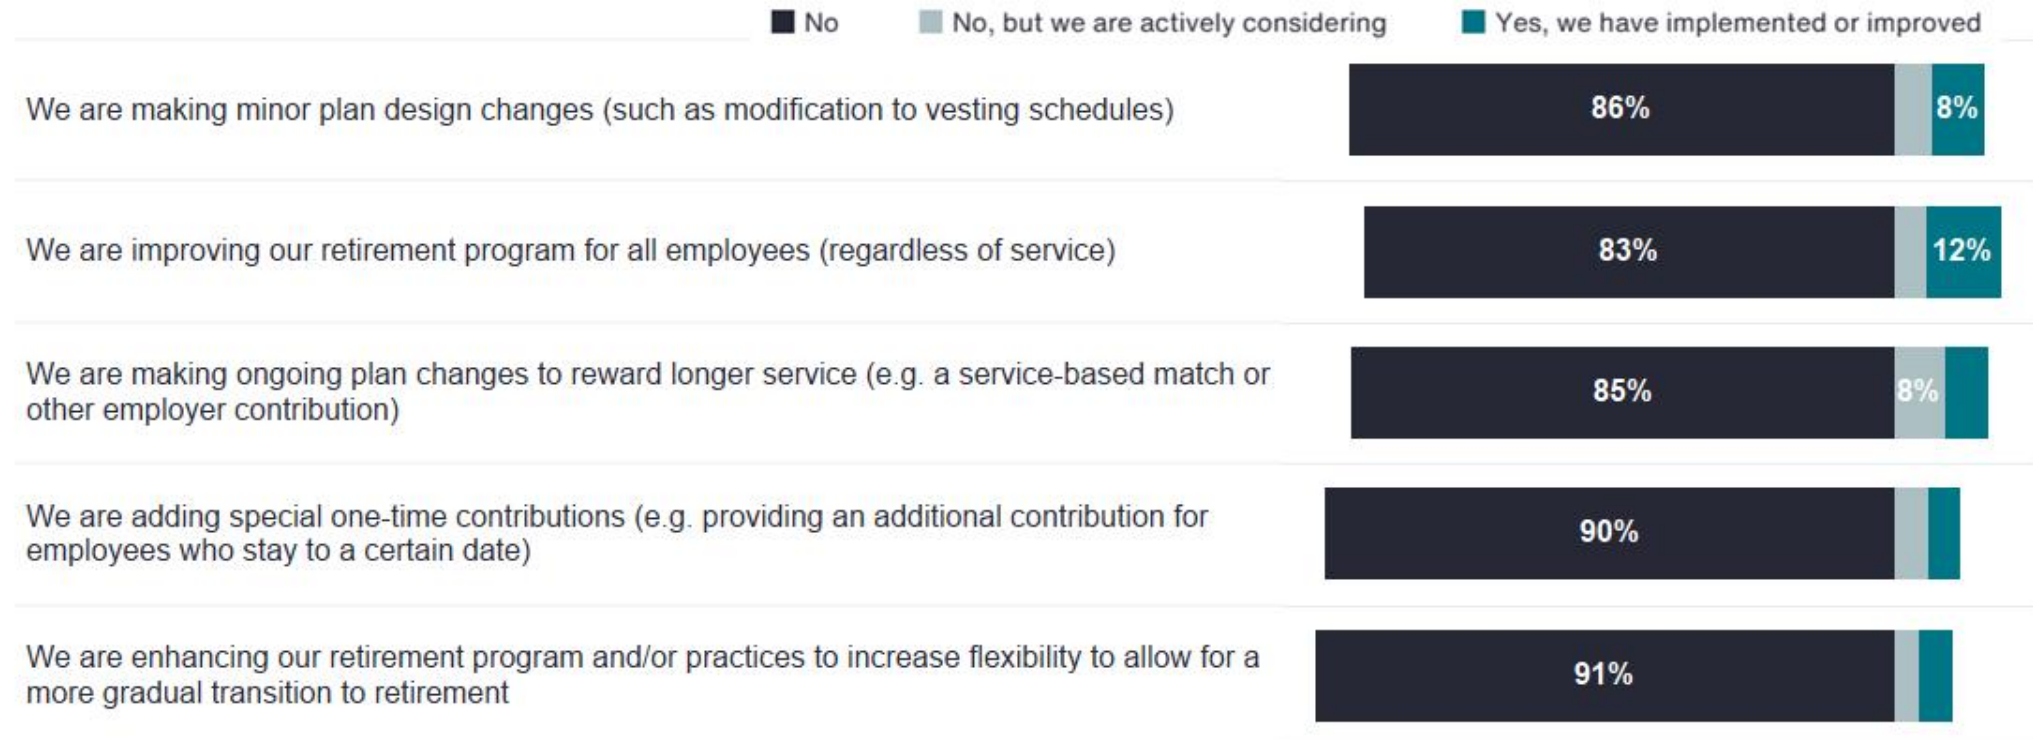 No
No, but we are actively considering
Yes, we have implemented or improved
We are making minor plan design changes (such as modification to vesting schedules)
86%
8%
We are improving our retirement program for all employees (regardless of service)
83%
12%
We are making ongoing plan changes to reward longer service (e.g. a service-based match or
other employer contribution)
85%
8%
We are adding special one-time contributions (e.g. providing an additional contribution for
employees who stay to a certain date)
90%
We are enhancing our retirement program and/or practices to increase flexibility to allow for a
more gradual transition to retirement
91%